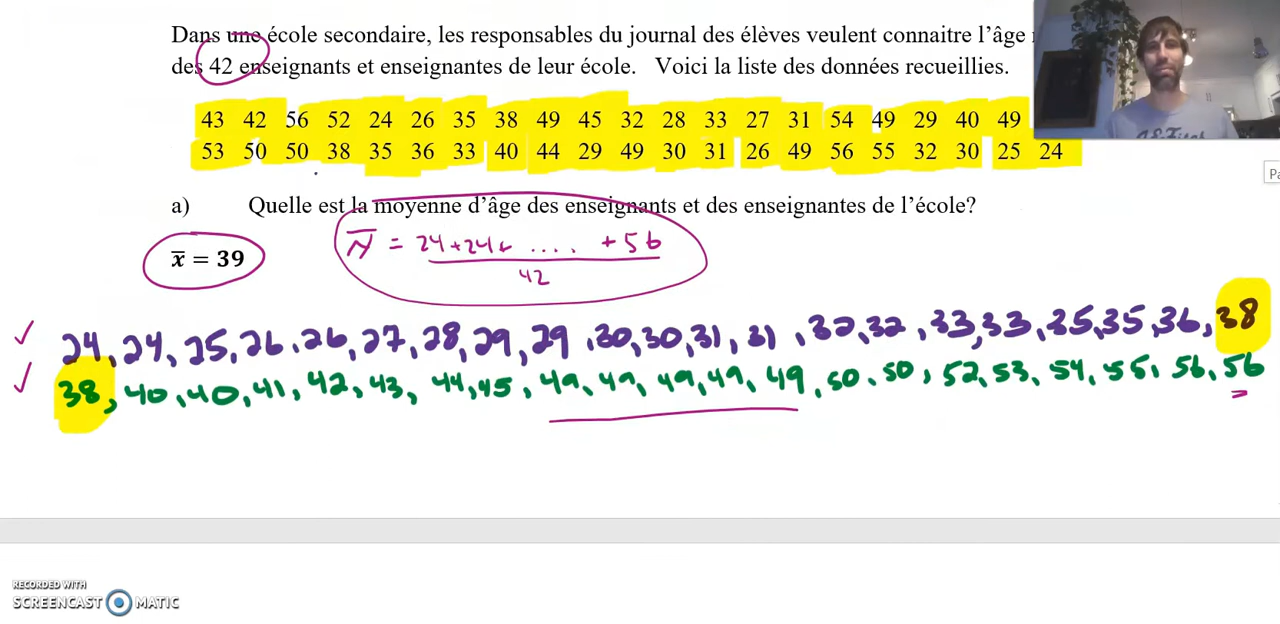 Dans une école secondaire, les responsables du journal des élèves veulent connaitre l'âge
des 42 enseignants et enseignantes de leur école. Voici la liste des données recueillies.
43 42 56 52 24 26 35 38 49 45 32 28 33 27 31 54 49 29 40 49
53 50 50 38 35 36 33 40 44 29 49 30 31 26 49 56 55 32 30 25 24
a) Quelle est la moyenne d'âge des enseignants et des enseignantes de l'école?
= 24+24+ .... +56
42
x̅ = 39
24, 24, 25, 26, 26, 27, 28, 29, 29, 30, 30, 31, 31, 32, 32, 33, 33, 35, 35, 36, 38
38, 40, 40, 41, 42, 43, 44, 45, 49, 49, 49, 49, 49, 50, 50, 52, 53, 54, 55, 56, 56
RECORDED WITH
SCREENCAST MATIC